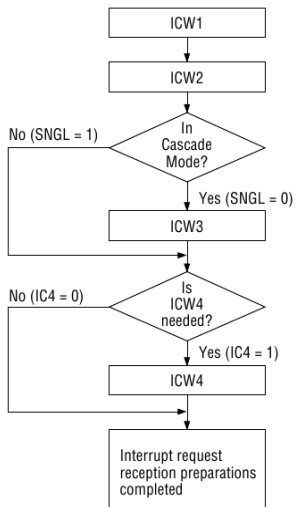 ICW1
ICW2
In
Cascade
Mode?
No (SNGL = 1)
Yes (SNGL = 0)
ICW3
Is
ICW4
needed?
No (IC4 = 0)
Yes (IC4 = 1)
ICW4
Interrupt request
reception preparations
completed